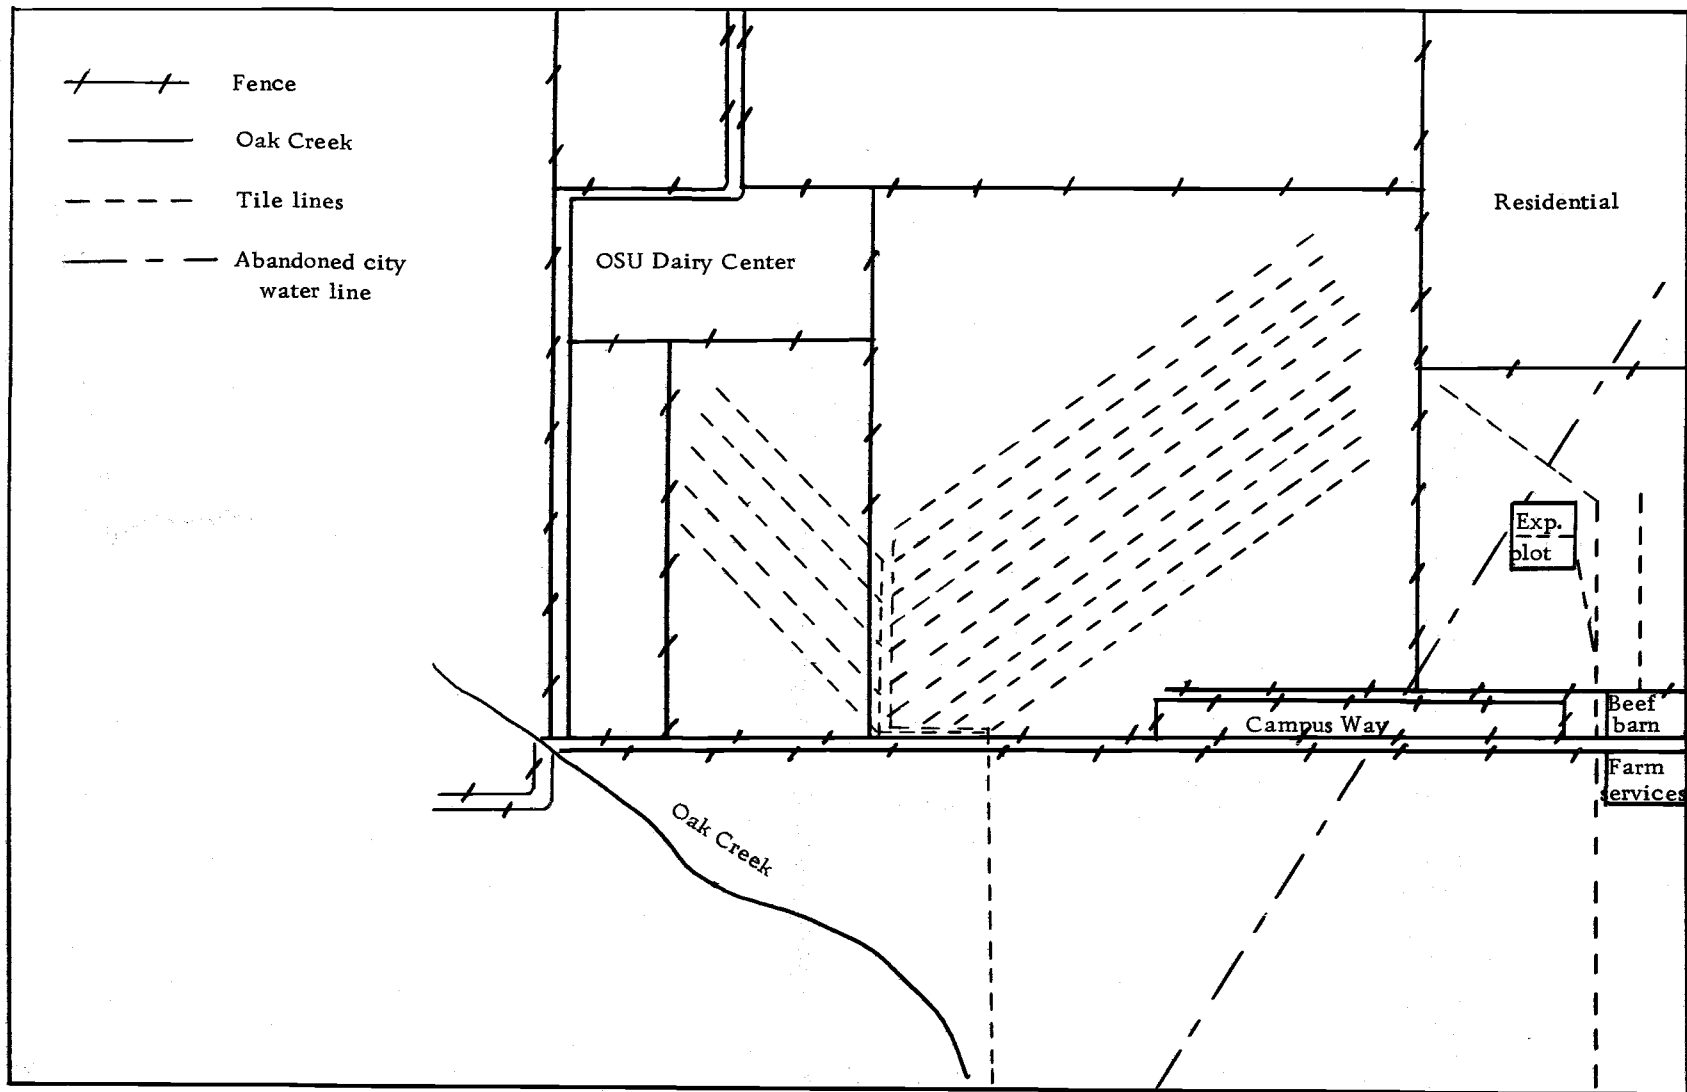 Fence
Oak Creek
Tile lines
Abandoned city
water line
Residential
OSU Dairy Center
Exp.
plot
Beef
barn
Campus Way
Farm
services
Oak Creek